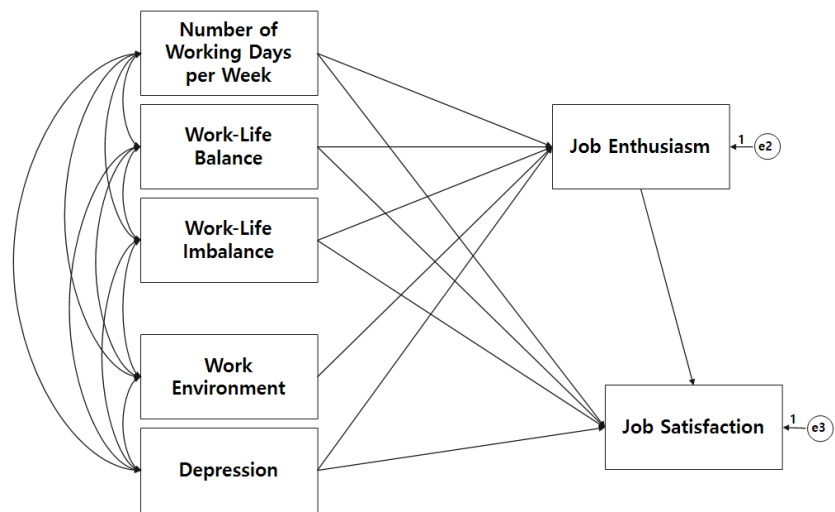 Number of
Working Days
per Week
Work-Life
Balance
Job Enthusiasm
1
e2
Work-Life
Imbalance
Work
Environment
Job Satisfaction
1
e3
Depression